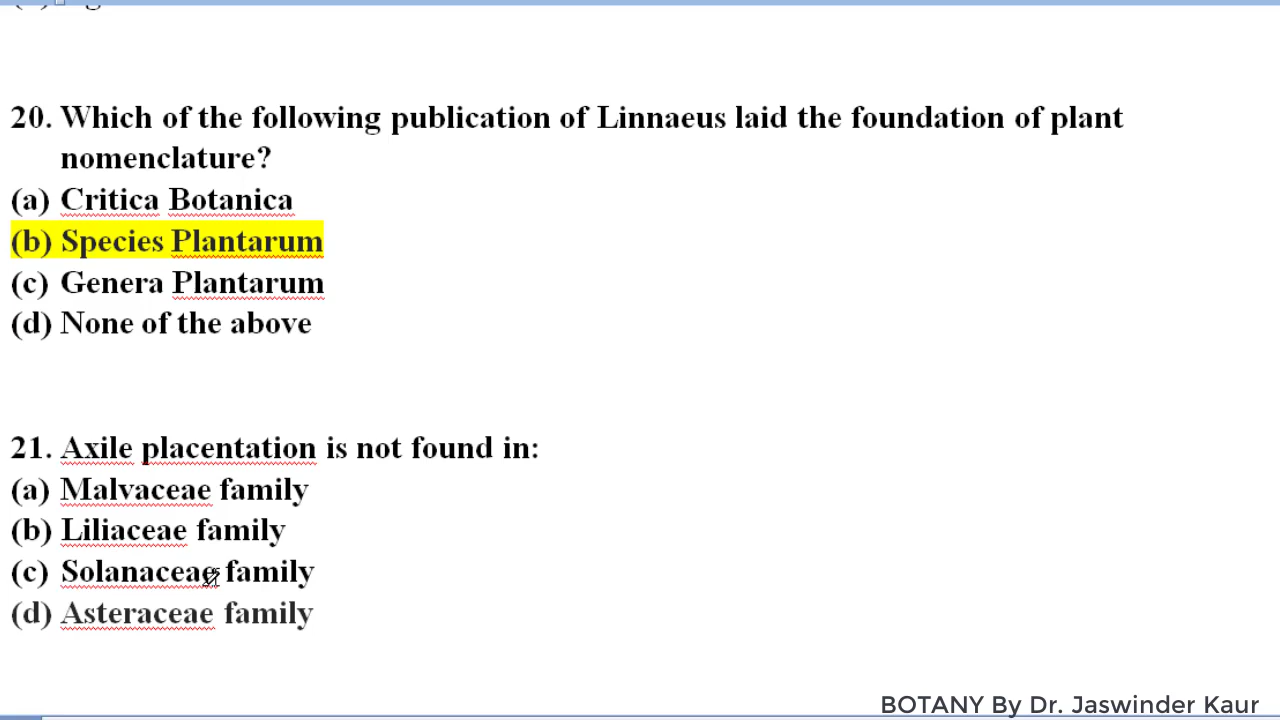 20. Which of the following publication of Linnaeus laid the foundation of plant
nomenclature?
(a) Critica Botanica
(b) Species Plantarum
(c) Genera Plantarum
(d) None of the above
21. Axile placentation is not found in:
(a) Malvaceae family
(b) Liliaceae family
(c) Solanaceae family
(d) Asteraceae family
BOTANY By Dr. Jaswinder Kaur